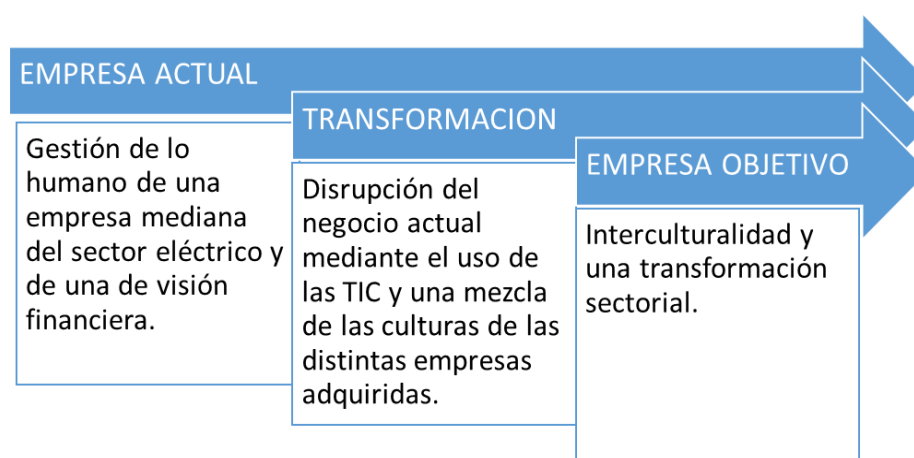 EMPRESA ACTUAL
Gestión de lo
humano de una
empresa mediana
del sector eléctrico y
de una de visión
financiera.
TRANSFORMACION
Disrupción del
negocio actual
mediante el uso de
las TIC y una mezcla
de las culturas de las
distintas empresas
adquiridas.
EMPRESA OBJETIVO
Interculturalidad y
una transformación
sectorial.